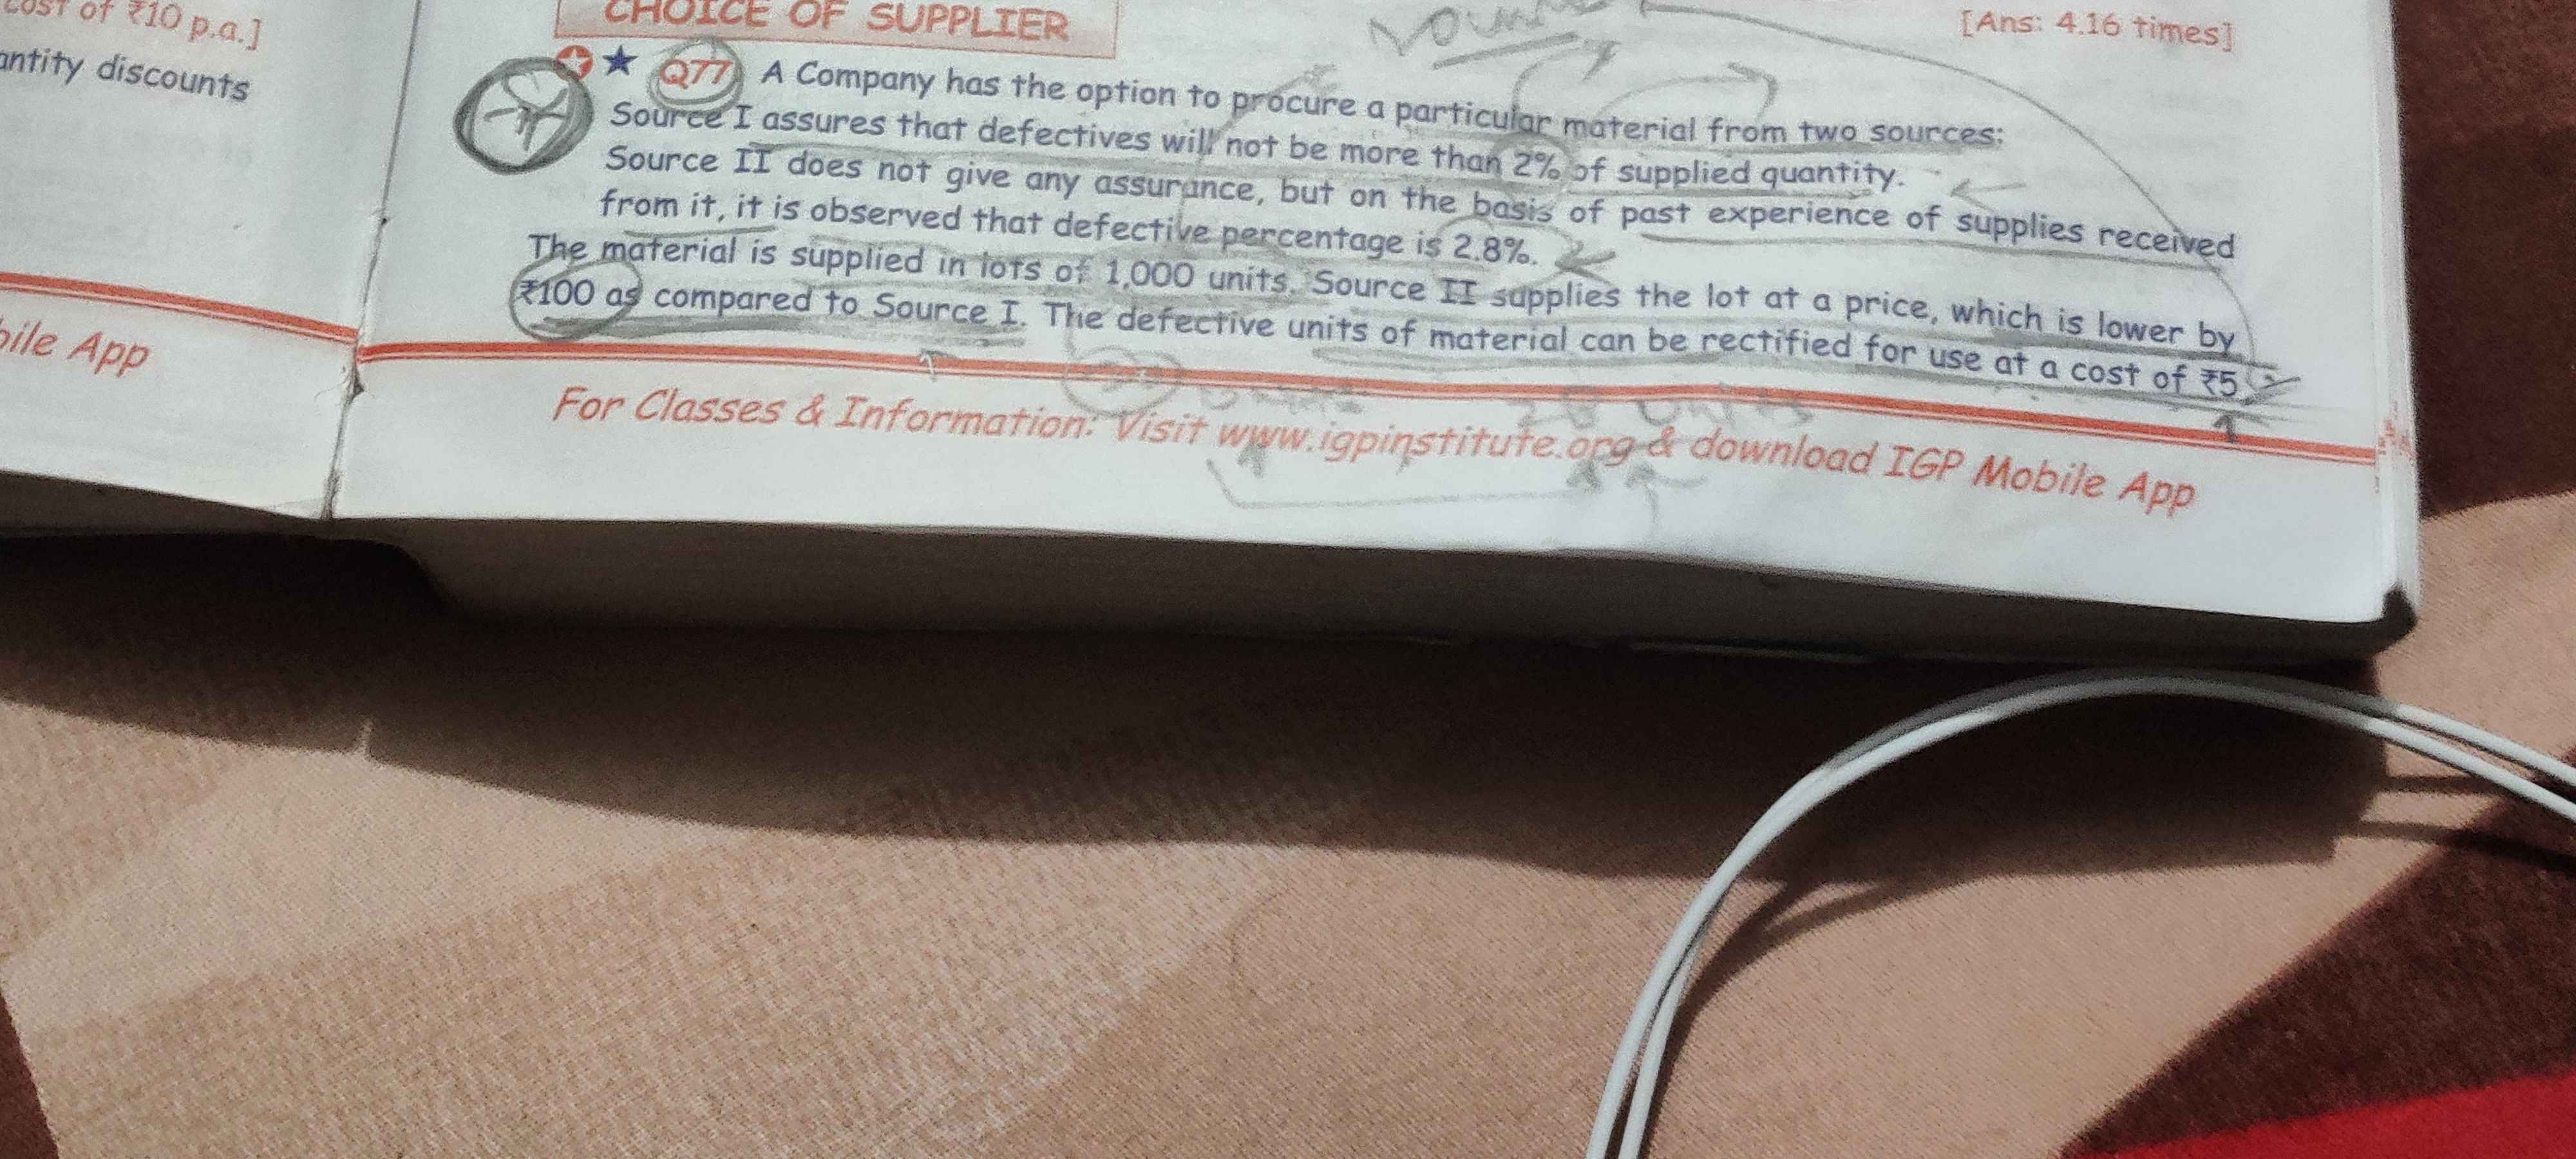 cost of ₹10 p.a.]
antity discounts
bile App
CHOICE OF SUPPLIER
[Ans: 4.16 times]
Q77 A Company has the option to procure a particular material from two sources:
Source I assures that defectives will not be more than 2% of supplied quantity.
Source II does not give any assurance, but on the basis of past experience of supplies received
from it, it is observed that defective percentage is 2.8%.
The material is supplied in lots of 1,000 units. Source II supplies the lot at a price, which is lower by
₹100 as compared to Source I. The defective units of material can be rectified for use at a cost of ₹5
28 units
For Classes & Information: Visit www.igpinstitute.org & download IGP Mobile App